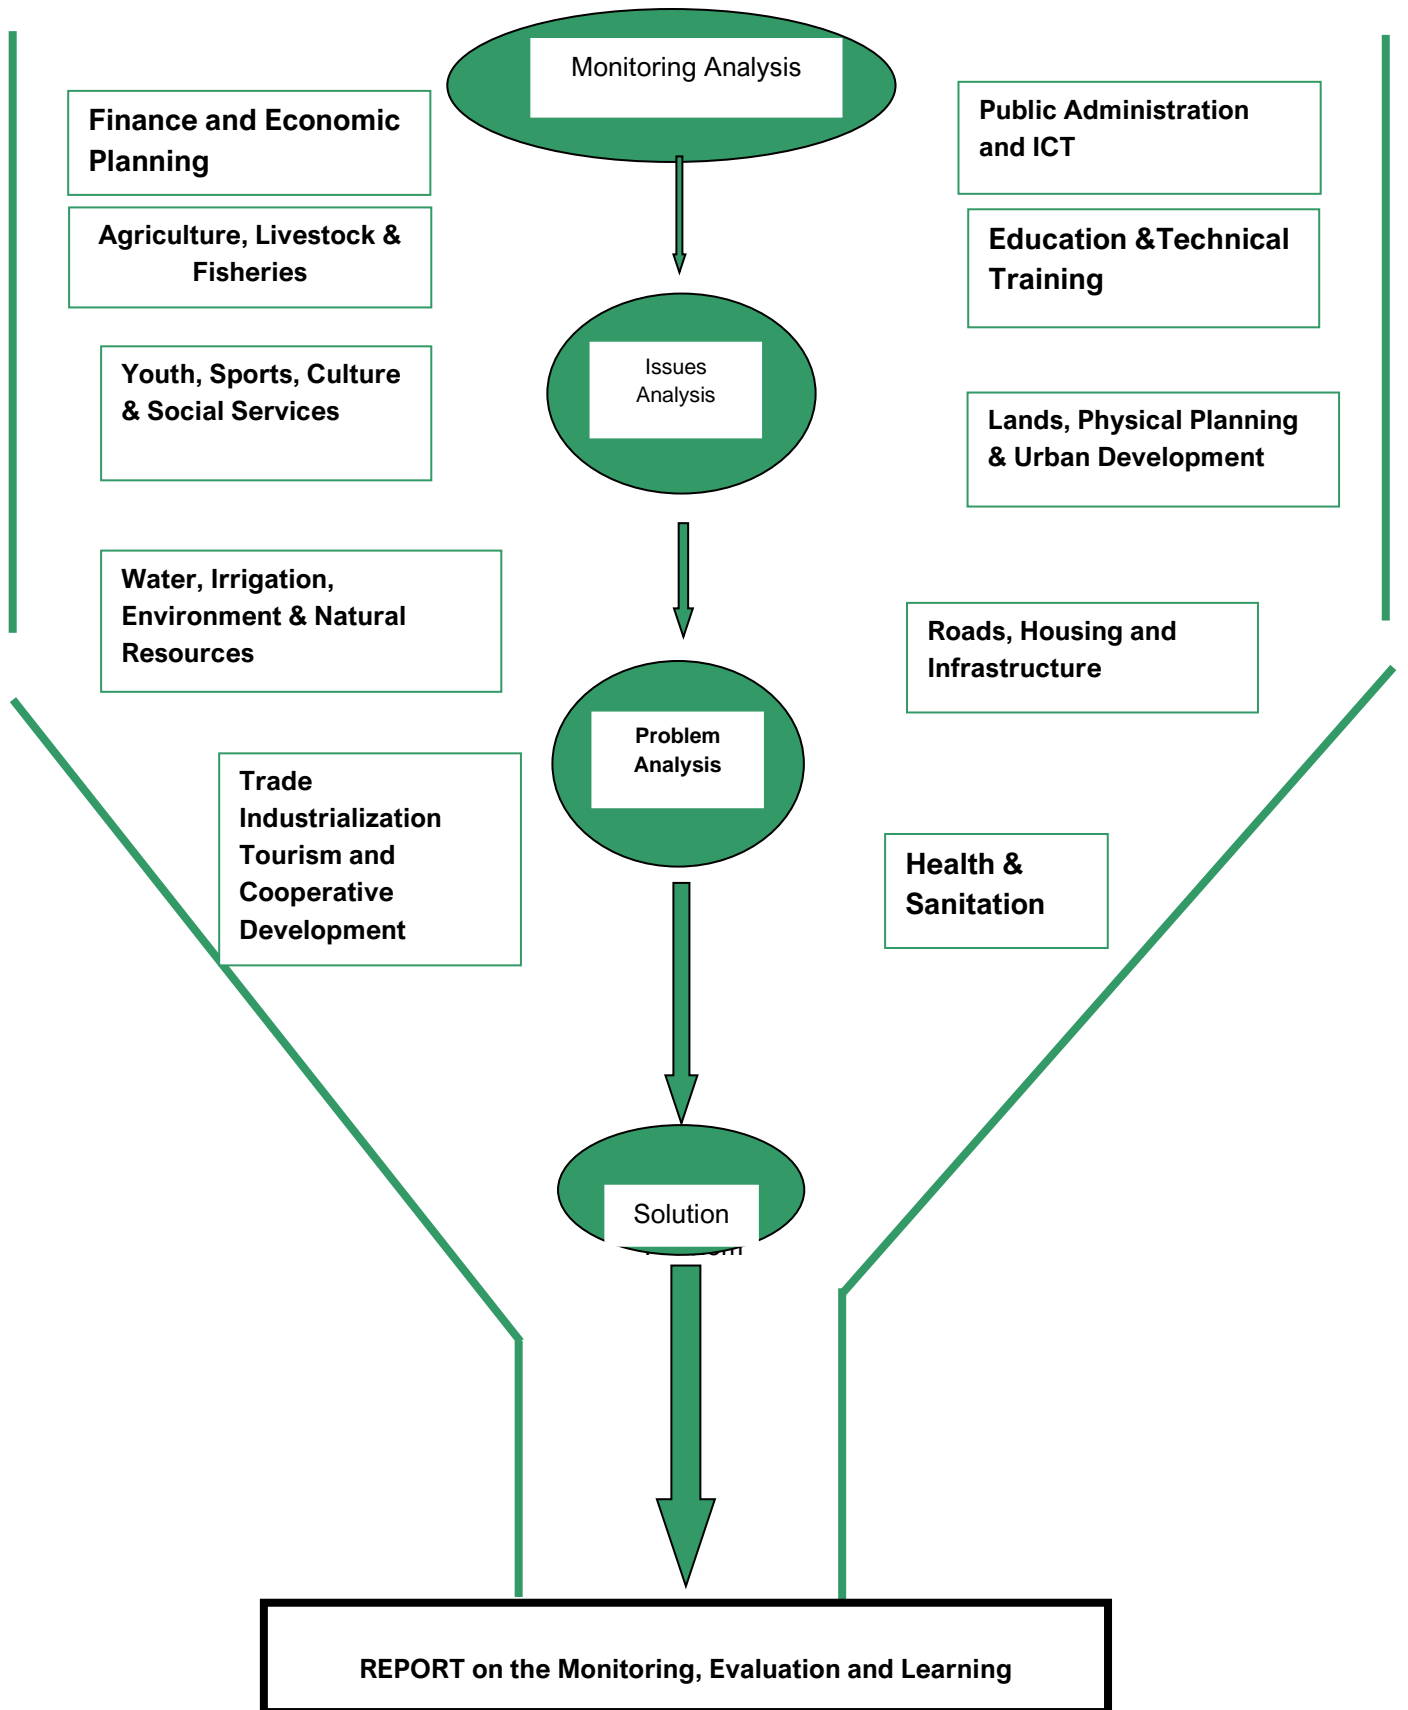 Monitoring Analysis
Finance and Economic
Planning
Public Administration
and ICT
Agriculture, Livestock &
Fisheries
Education &Technical
Training
Issues
Analysis
Youth, Sports, Culture
& Social Services
Lands, Physical Planning
& Urban Development
Water, Irrigation,
Environment & Natural
Resources
Roads, Housing and
Infrastructure
Problem
Analysis
Trade
Industrialization
Tourism and
Cooperative
Development
Health &
Sanitation
Solution
REPORT on the Monitoring, Evaluation and Learning